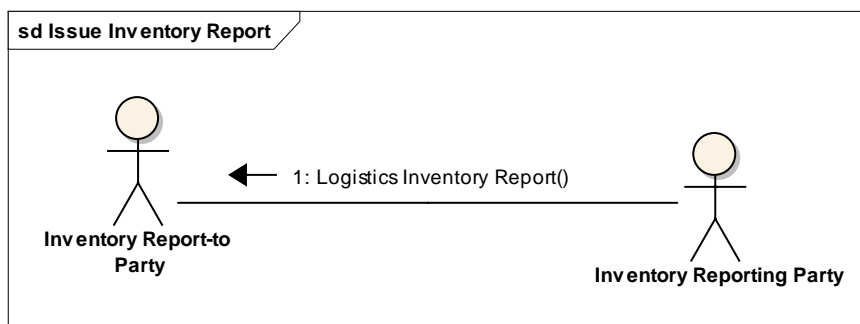 sd Issue Inventory Report
1: Logistics Inventory Report()
Inventory Report-to
Party
Inventory Reporting Party